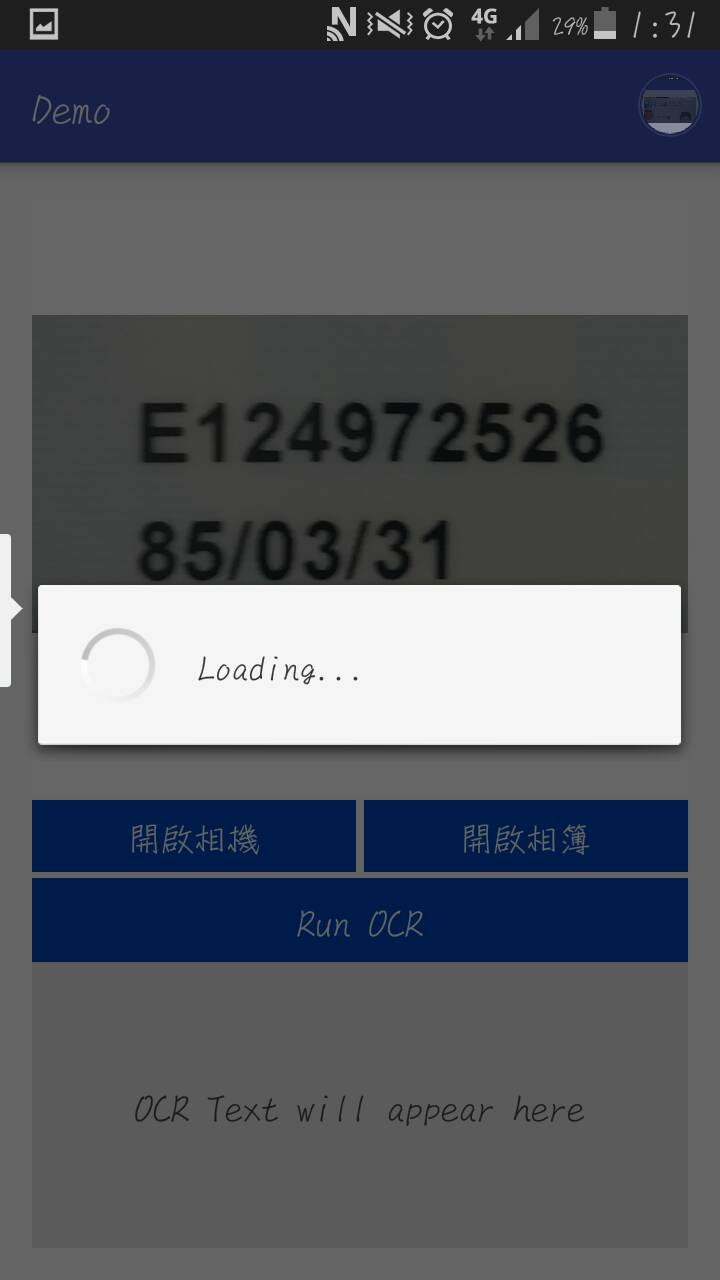 4G 29% 1:31
Demo
E124972526
85/03/31
Loading...
開啟相機 開啟相簿
Run OCR
OCR Text will appear here